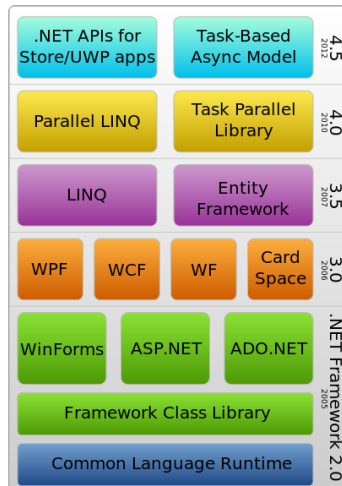 .NET APIs for
Store/UWP apps
Task-Based
Async Model
4.5
2012
Parallel LINQ
Task Parallel
Library
4.0
2010
LINQ
Entity
Framework
3.5
2007
WPF
WCF
WF
Card
Space
3.0
2006
WinForms
ASP.NET
ADO.NET
Framework Class Library
Common Language Runtime
.NET Framework 2.0
2005